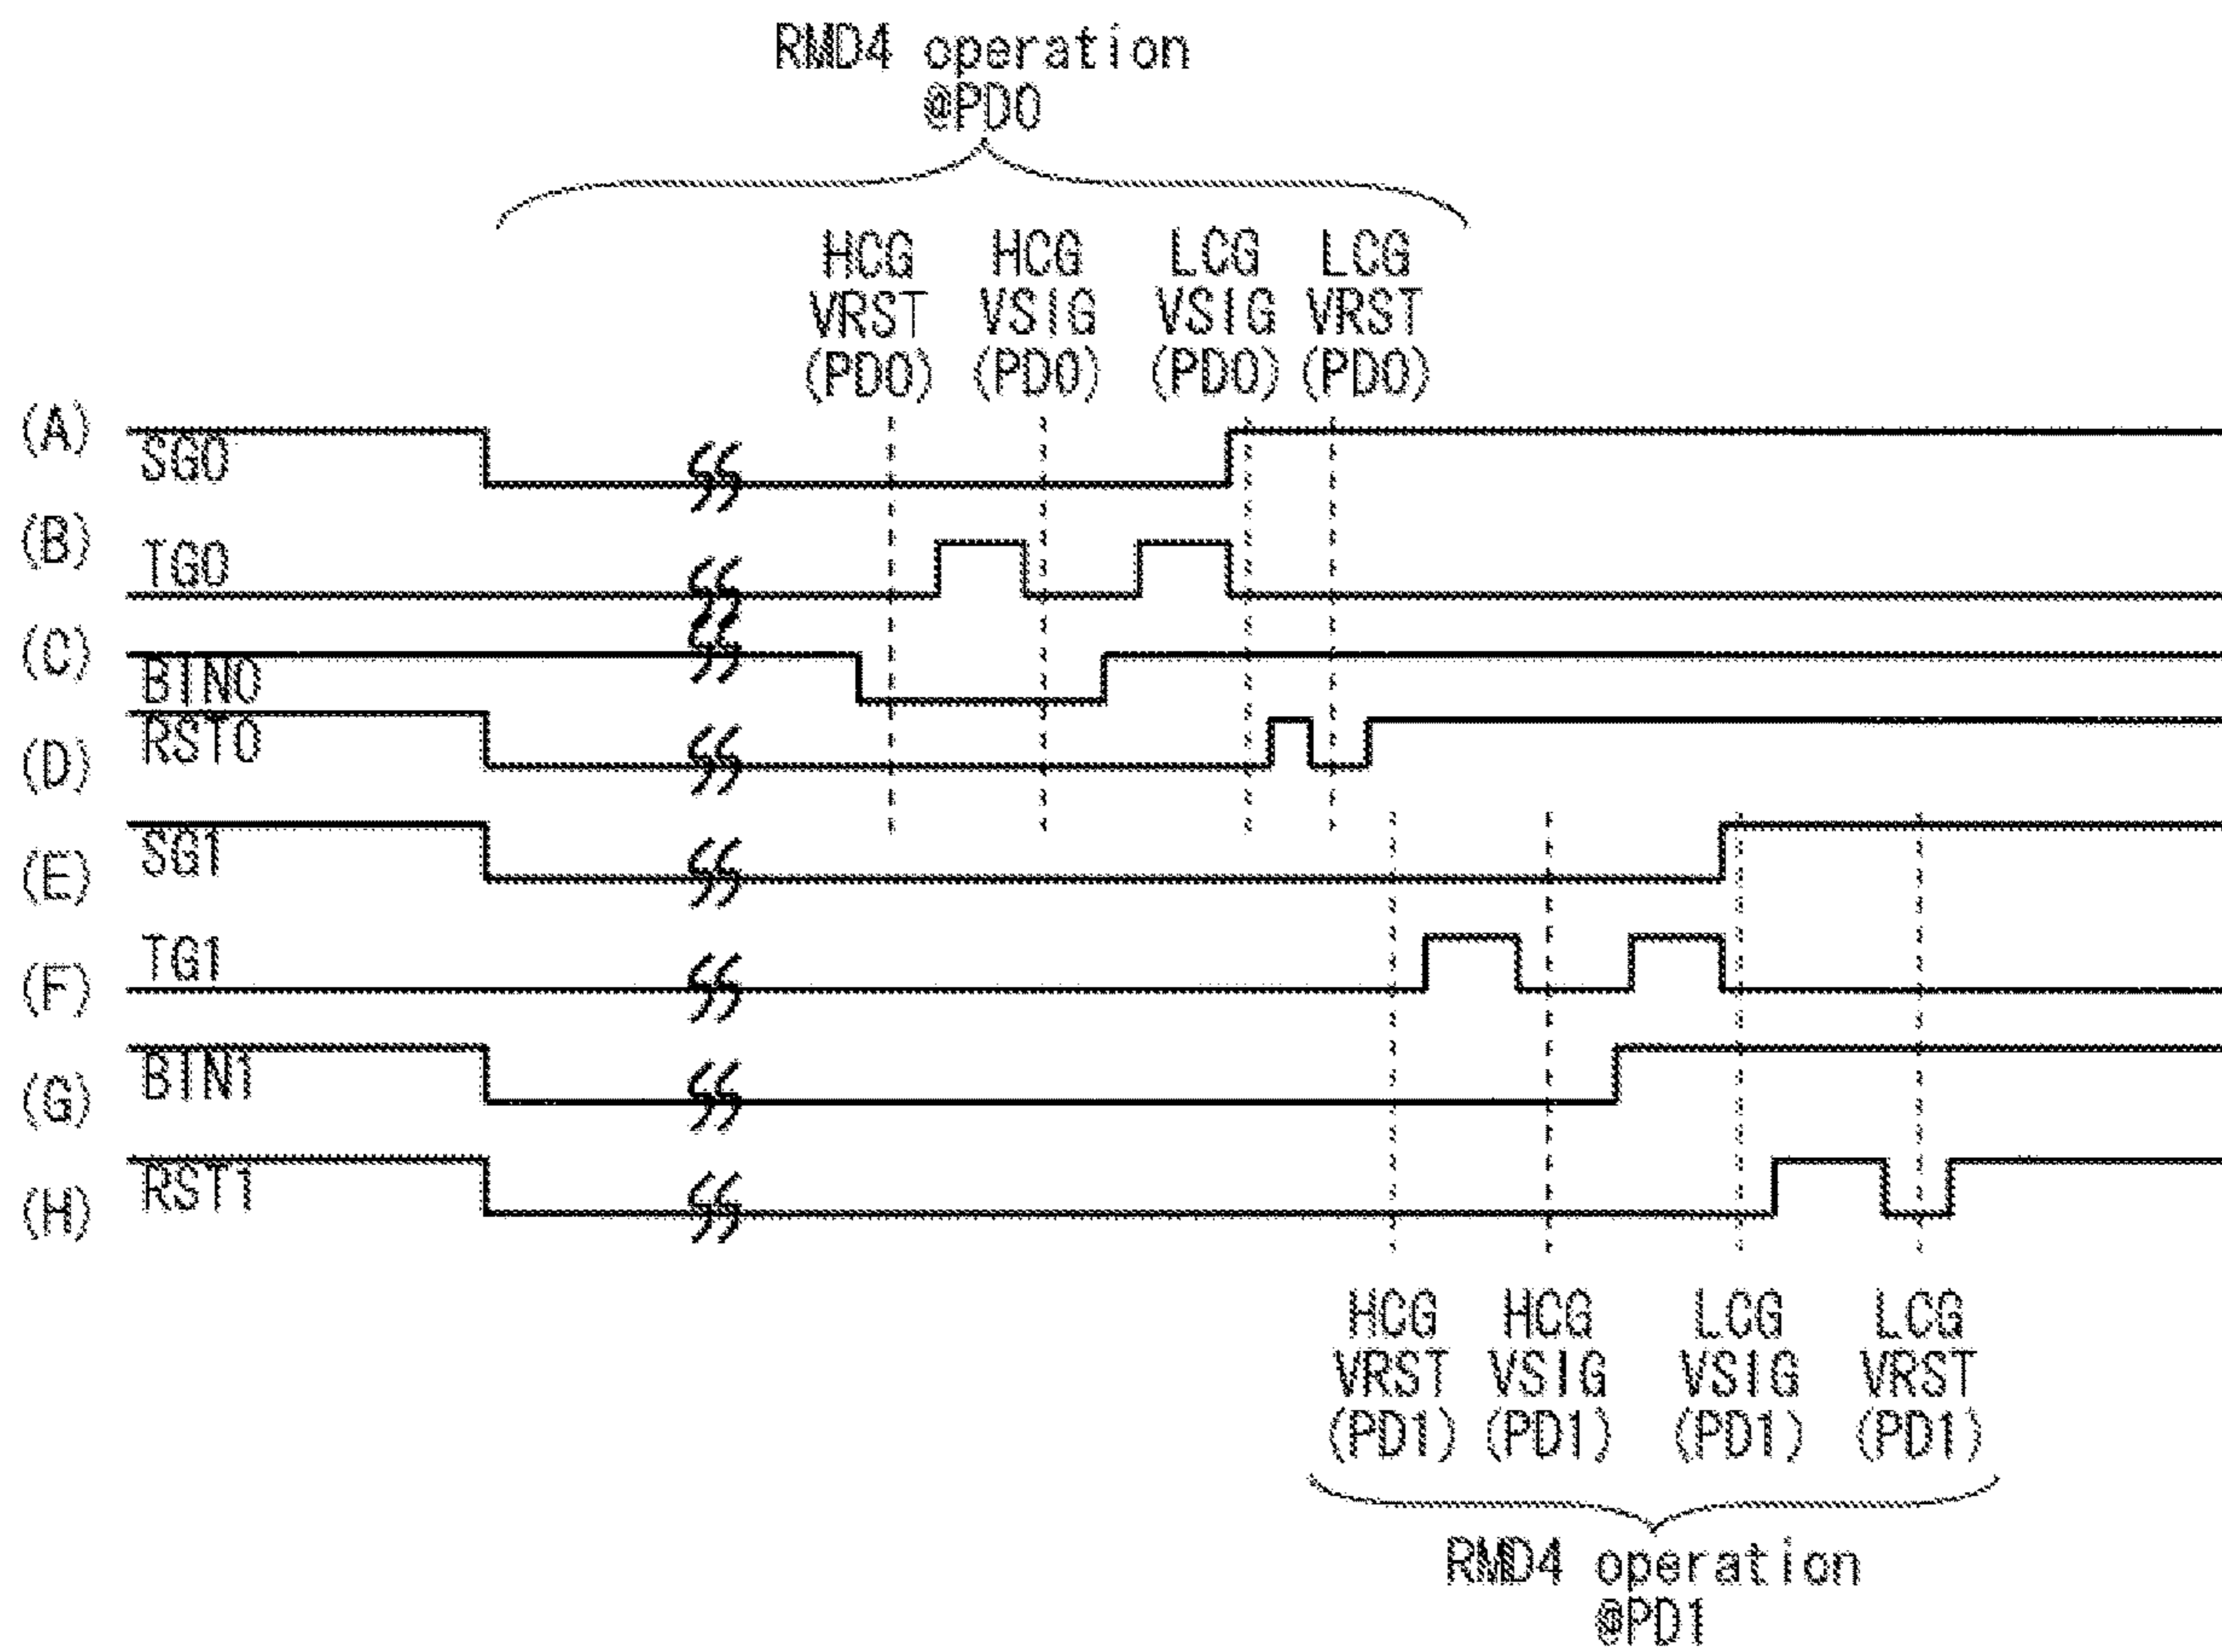 RMD4 operation
@PD0
HCG HCG LCG LCG
VRST VSIG VSIG VRST
(PD0) (PD0) (PD0) (PD0)
(A) SG0
(B) TG0
(C) BIN0
(D) RST0
(E) SG1
(F) TG1
(G) BIN1
(H) RST1
HCG HCG LCG LCG
VRST VSIG VSIG VRST
(PD1) (PD1) (PD1) (PD1)
RMD4 operation
@PD1